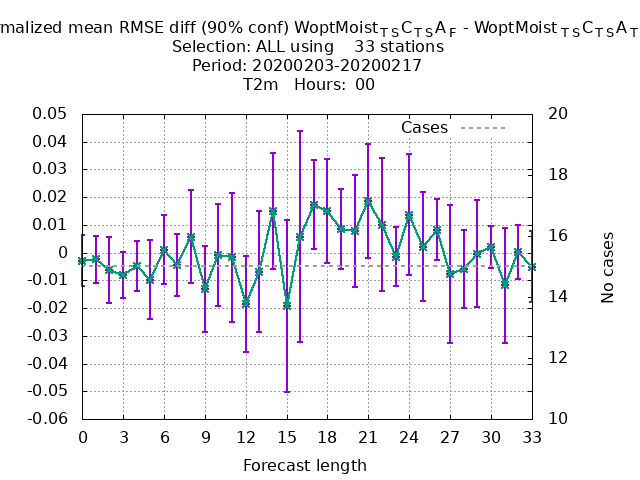 rmalized mean RMSE diff (90% conf) WoptMoistTSCTSAF - WoptMoistTSCTSAT
Selection: ALL using 33 stations
Period: 20200203-20200217
T2m Hours: 00
Cases
0.05
0.04
0.03
0.02
0.01
0
-0.01
-0.02
-0.03
-0.04
-0.05
-0.06
20
18
16
14
12
10
No cases
0 3 6 9 12 15 18 21 24 27 30 33
Forecast length